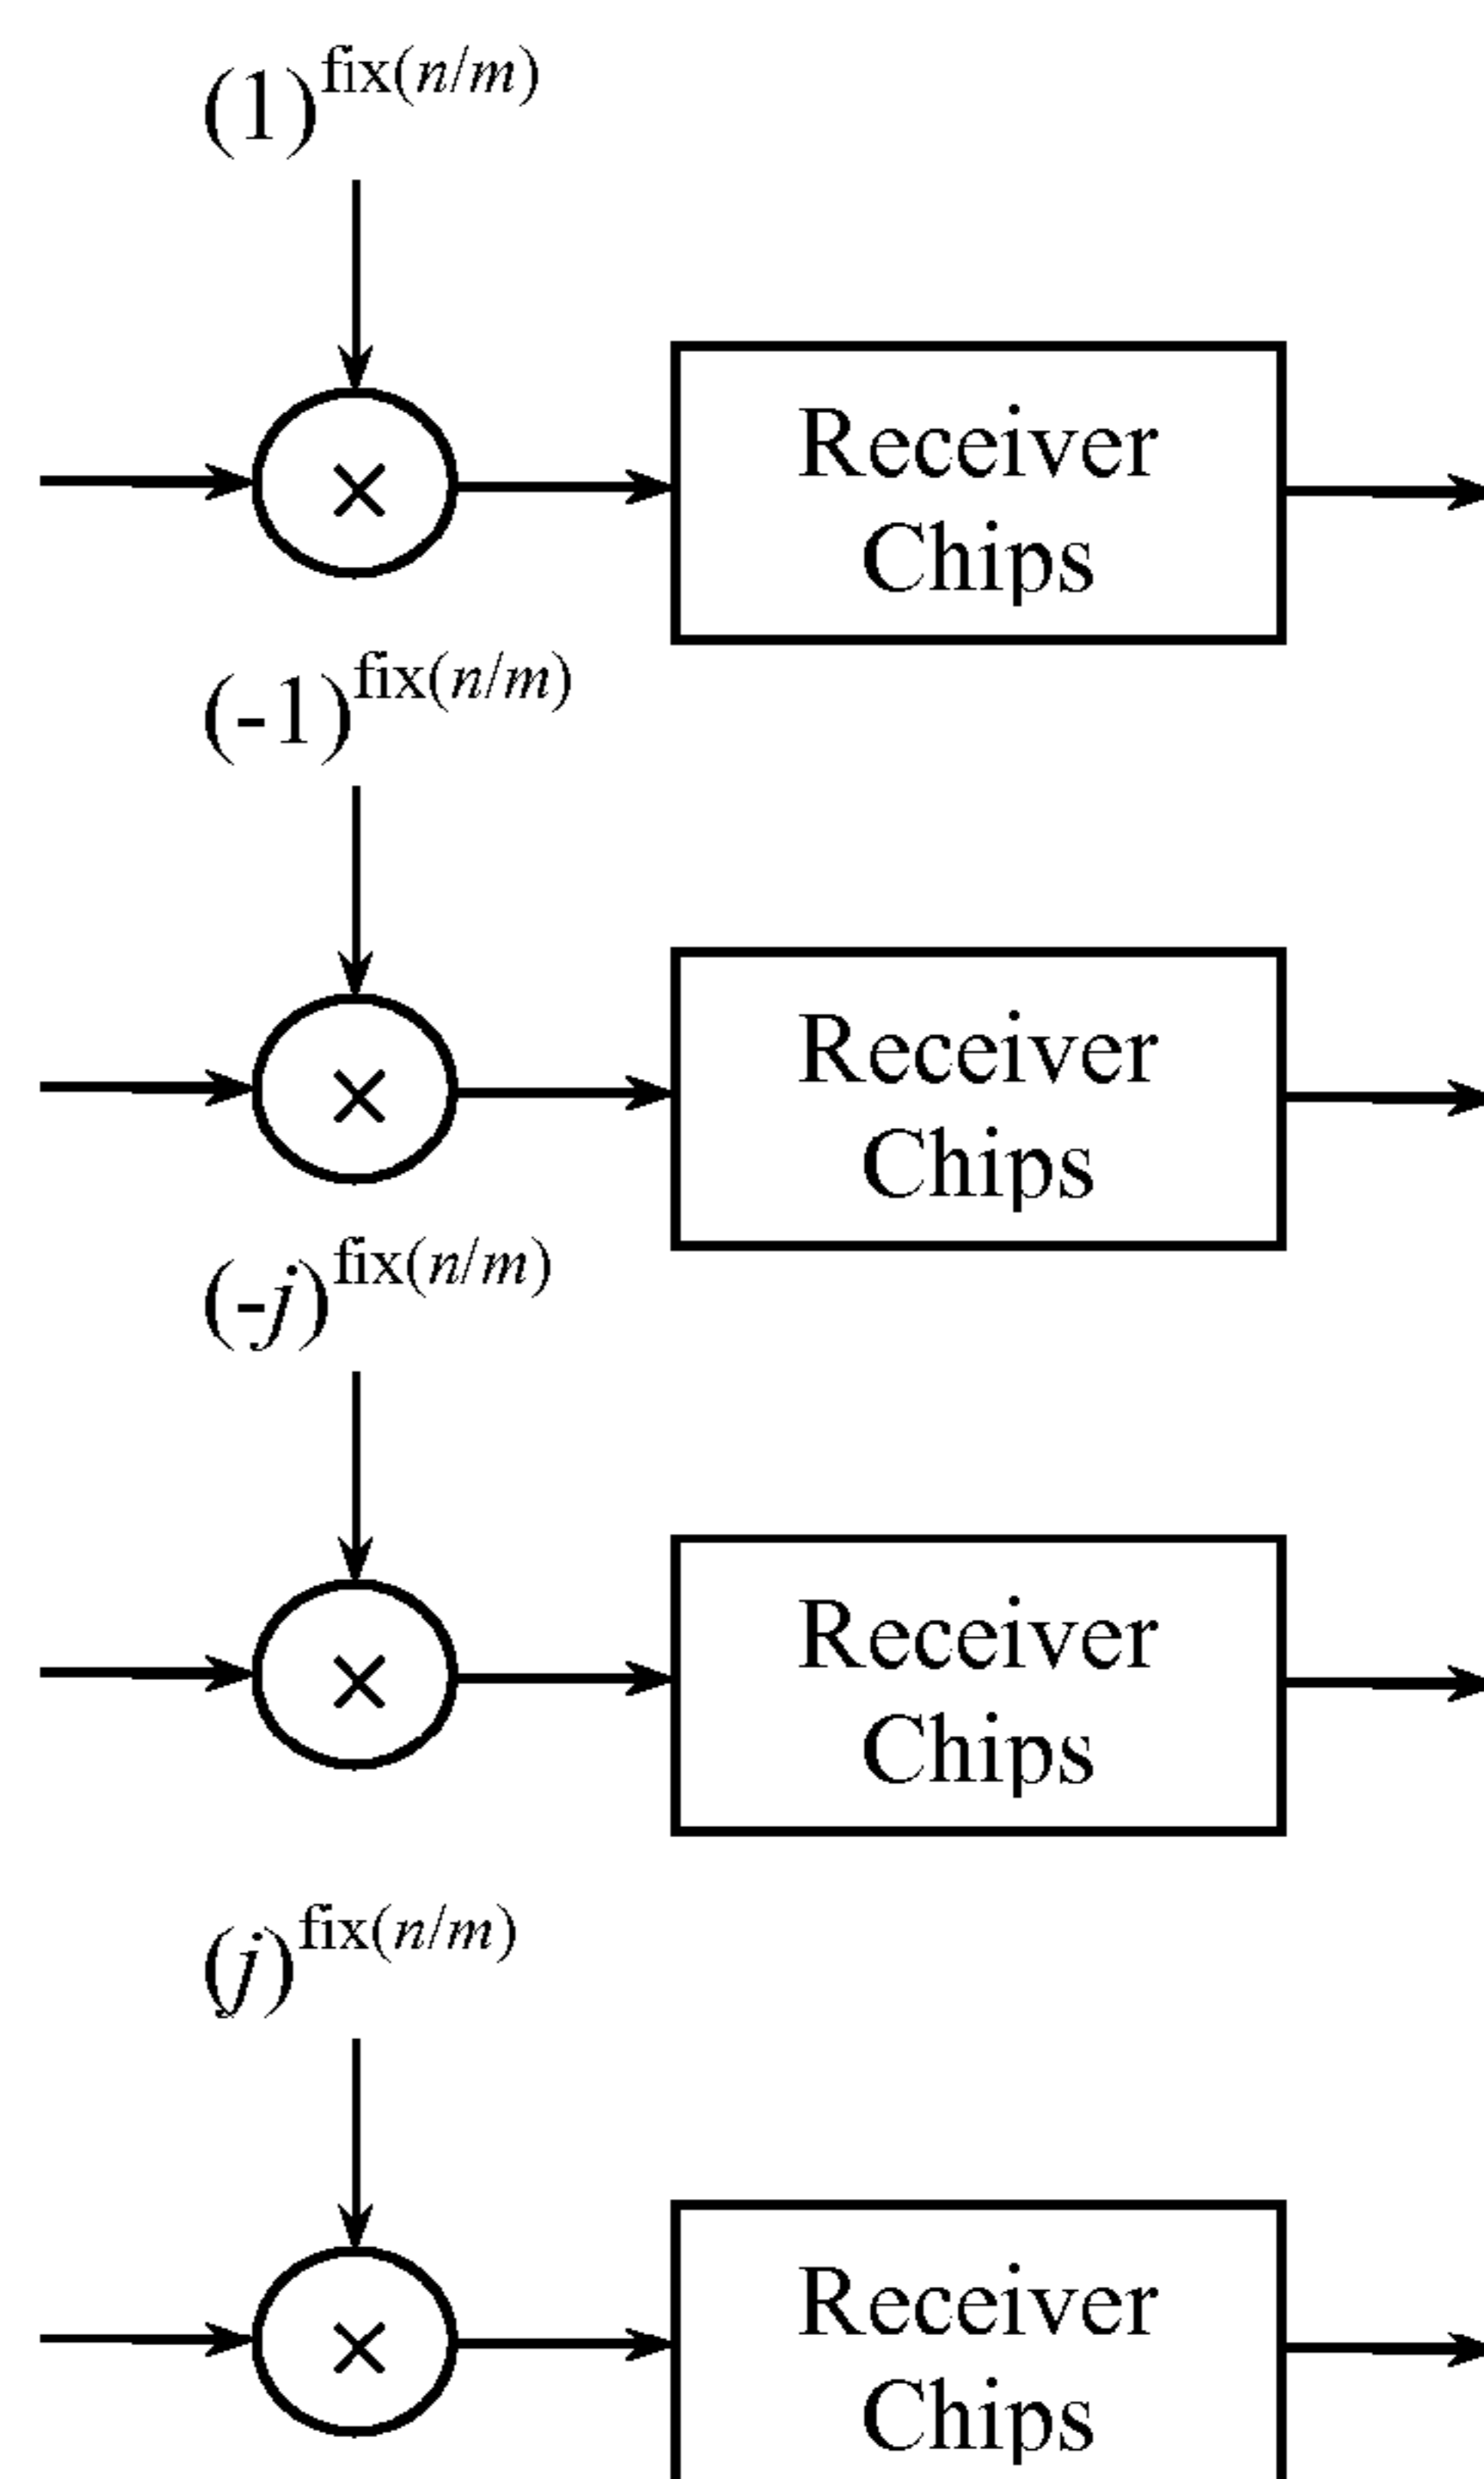 (1)^fix(n/m)
×
Receiver
Chips
(-1)^fix(n/m)
×
Receiver
Chips
(-j)^fix(n/m)
×
Receiver
Chips
(j)^fix(n/m)
×
Receiver
Chips